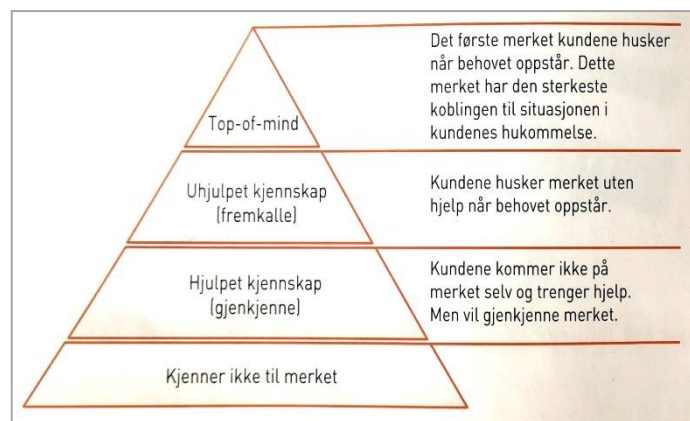 Det første merket kundene husker
når behovet oppstår. Dette
merket har den sterkeste
koblingen til situasjonen i
kundenes hukommelse.
Top-of-mind
Uhjulpet kjennskap
(fremkalle)
Kundene husker merket uten
hjelp når behovet oppstår.
Hjulpet kjennskap
(gjenkjenne)
Kundene kommer ikke på
merket selv og trenger hjelp.
Men vil gjenkjenne merket.
Kjenner ikke til merket